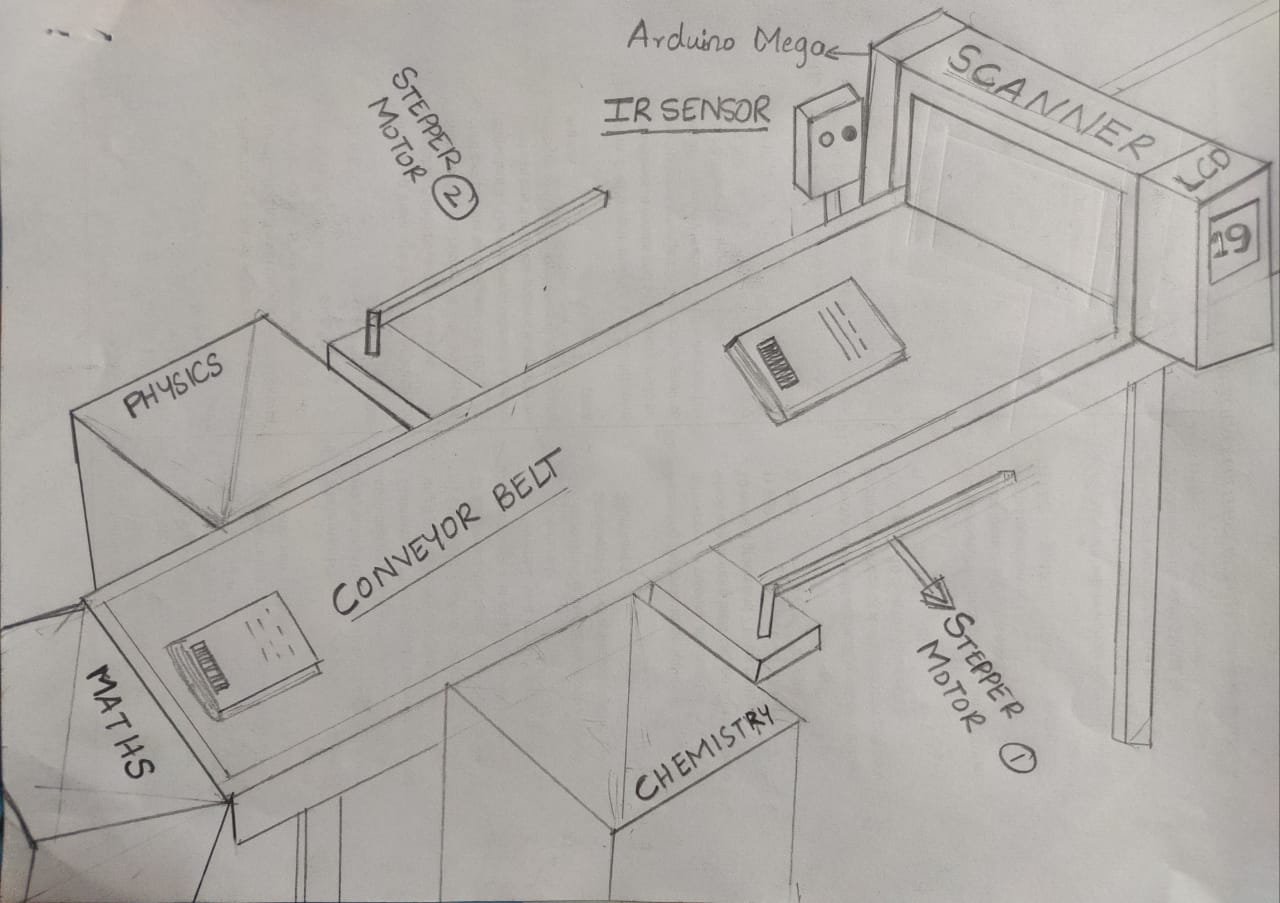 Arduino Mega
SCANNER
LCD
19
IR SENSOR
STEPPER
MOTOR
2
PHYSICS
CONVEYOR BELT
STEPPER
MOTOR
1
MATHS
CHEMISTRY